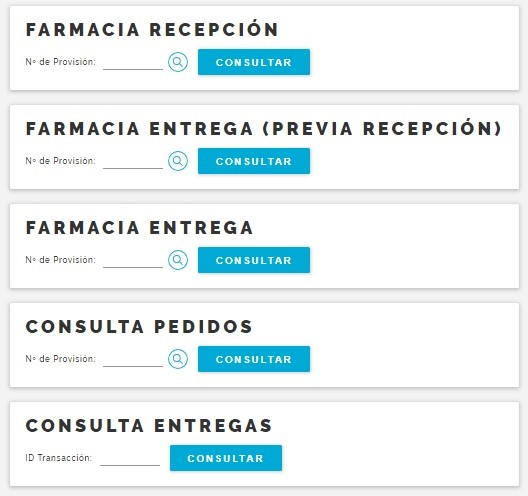 FARMACIA RECEPCIÓN
Nº de Provisión: CONSULTAR
FARMACIA ENTREGA (PREVIA RECEPCIÓN)
Nº de Provisión: CONSULTAR
FARMACIA ENTREGA
Nº de Provisión: CONSULTAR
CONSULTA PEDIDOS
Nº de Provisión: CONSULTAR
CONSULTA ENTREGAS
ID Transacción: CONSULTAR